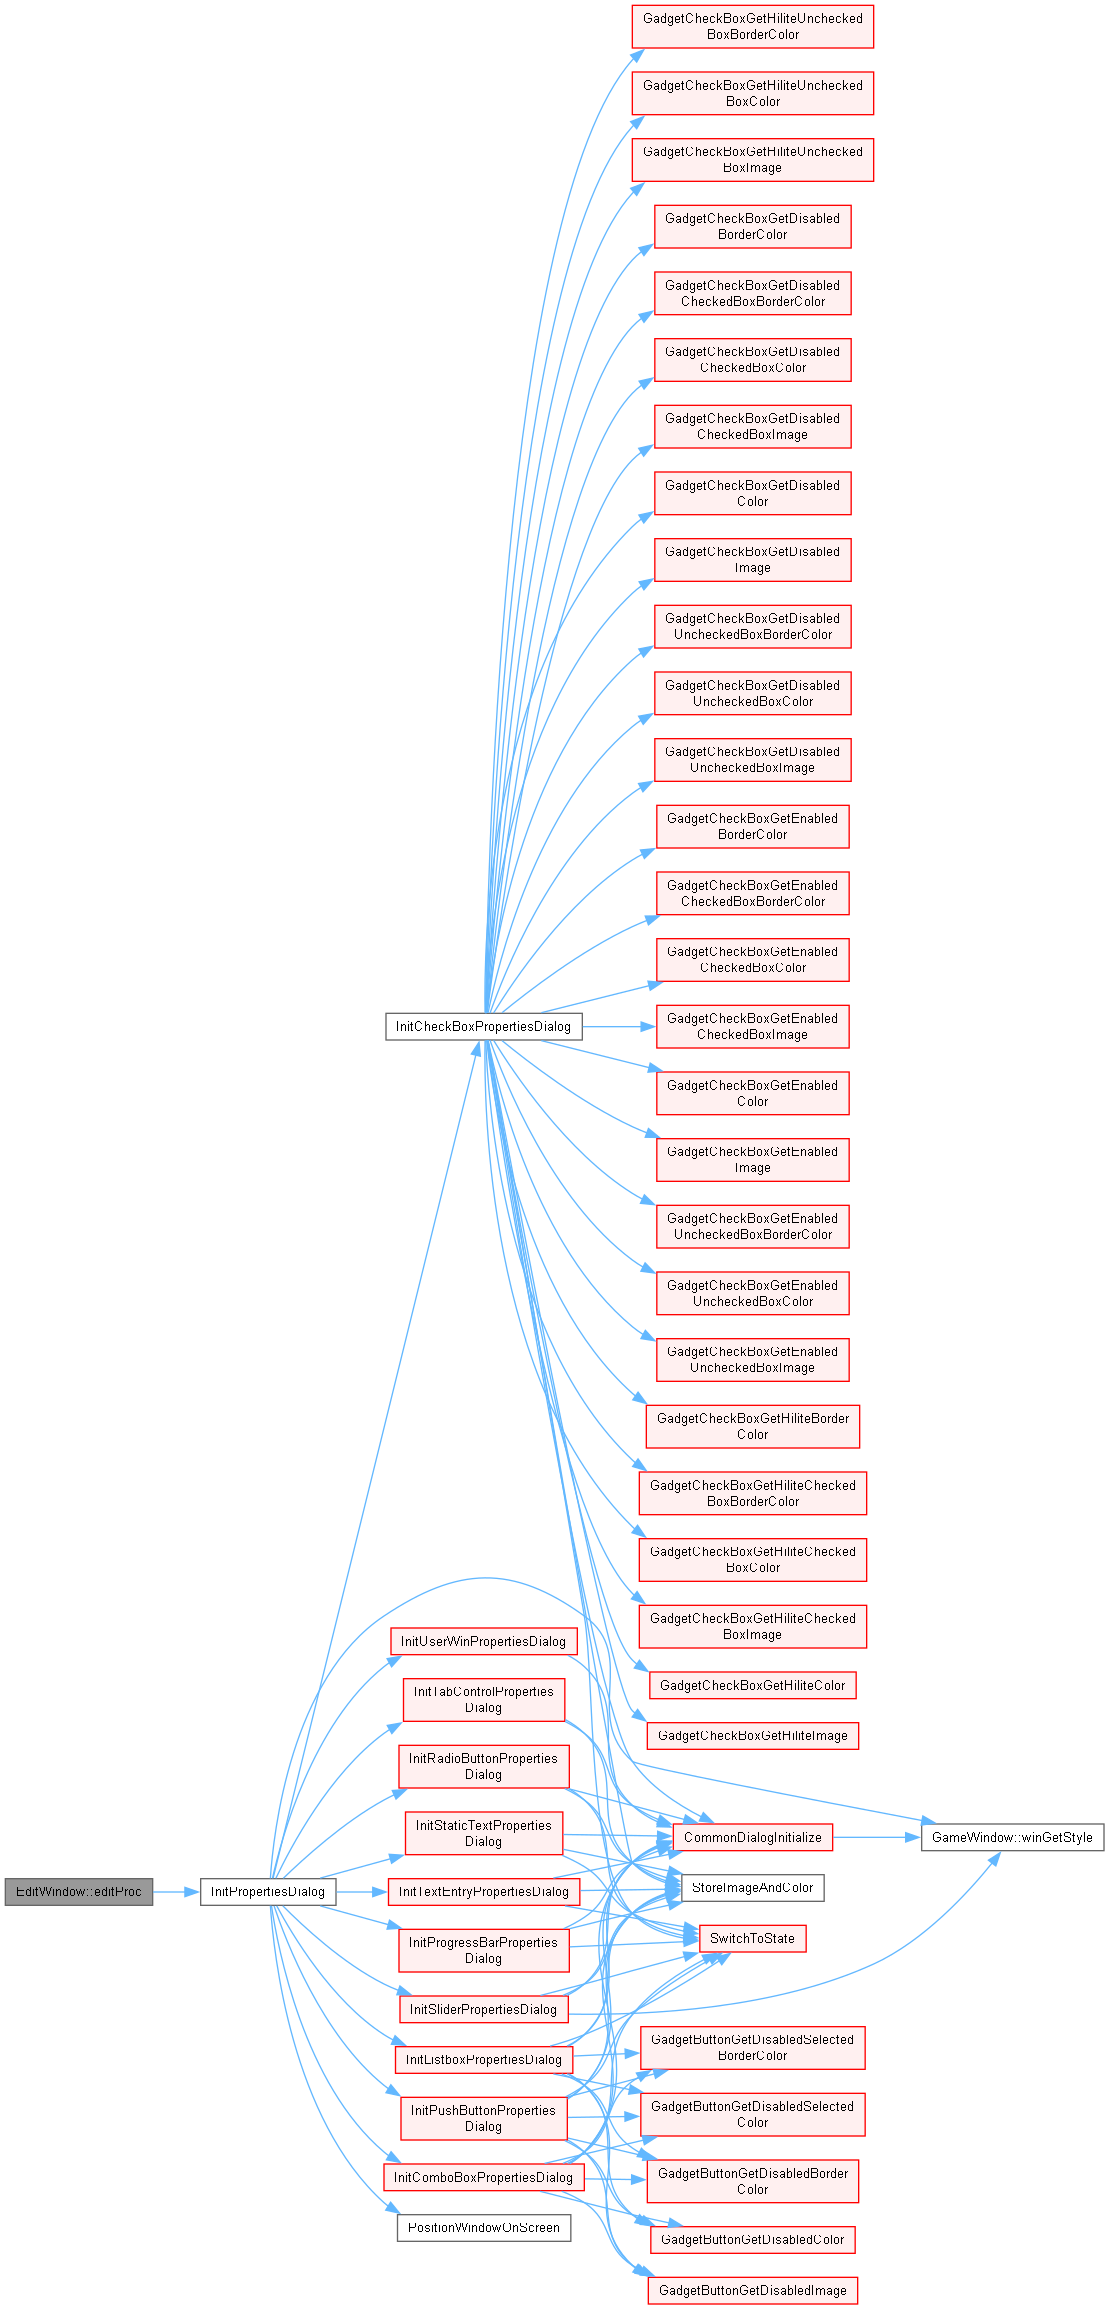 GadgetCheckBoxGetHiliteUnchecked
BoxBorderColor
GadgetCheckBoxGetHiliteUnchecked
BoxColor
GadgetCheckBoxGetHiliteUnchecked
BoxImage
GadgetCheckBoxGetDisabled
BorderColor
GadgetCheckBoxGetDisabled
CheckedBoxBorderColor
GadgetCheckBoxGetDisabled
CheckedBoxColor
GadgetCheckBoxGetDisabled
CheckedBoxImage
GadgetCheckBoxGetDisabled
Color
GadgetCheckBoxGetDisabled
Image
GadgetCheckBoxGetDisabled
UncheckedBoxBorderColor
GadgetCheckBoxGetDisabled
UncheckedBoxColor
GadgetCheckBoxGetDisabled
UncheckedBoxImage
GadgetCheckBoxGetEnabled
BorderColor
GadgetCheckBoxGetEnabled
CheckedBoxBorderColor
GadgetCheckBoxGetEnabled
CheckedBoxColor
InitCheckBoxPropertiesDialog
GadgetCheckBoxGetEnabled
CheckedBoxImage
GadgetCheckBoxGetEnabled
Color
GadgetCheckBoxGetEnabled
Image
GadgetCheckBoxGetEnabled
UncheckedBoxBorderColor
GadgetCheckBoxGetEnabled
UncheckedBoxColor
GadgetCheckBoxGetEnabled
UncheckedBoxImage
GadgetCheckBoxGetHiliteBorder
Color
GadgetCheckBoxGetHiliteChecked
BoxBorderColor
GadgetCheckBoxGetHiliteChecked
BoxColor
GadgetCheckBoxGetHiliteChecked
BoxImage
InitUserWinPropertiesDialog
GadgetCheckBoxGetHiliteColor
InitTabControlProperties
Dialog
GadgetCheckBoxGetHiliteImage
InitRadioButtonProperties
Dialog
InitStaticTextProperties
Dialog
CommonDialogInitialize
GameWindow::winGetStyle
EditWindow::editProc
InitPropertiesDialog
InitTextEntryPropertiesDialog
StoreImageAndColor
InitProgressBarProperties
Dialog
SwitchToState
InitSliderPropertiesDialog
InitListboxPropertiesDialog
GadgetButtonGetDisabledSelected
BorderColor
InitPushButtonProperties
Dialog
GadgetButtonGetDisabledSelected
Color
InitComboBoxPropertiesDialog
GadgetButtonGetDisabledBorder
Color
PositionWindowOnScreen
GadgetButtonGetDisabledColor
GadgetButtonGetDisabledImage